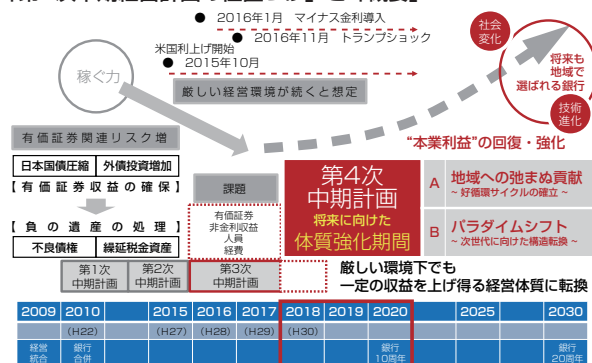 ● 2016年1月 マイナス金利導入
● 2016年11月 トランプショック
米国利上げ開始
● 2015年10月
厳しい経営環境が続くと想定
稼ぐ力
社会
変化
将来も
地域で
選ばれる銀行
技術
進化
“本業利益”の回復・強化
有価証券関連リスク増
日本国債圧縮 外債投資増加
【有価証券収益の確保】
【負の遺産の処理】
不良債権 繰延税金資産
課題
有価証券
非金利収益
人員
経費
第1次
中期計画
第2次
中期計画
第3次
中期計画
第4次
中期計画
将来に向けた
体質強化期間
A 地域への弛まぬ貢献
~ 好循環サイクルの確立 ~
B パラダイムシフト
~ 次世代に向けた構造転換 ~
厳しい環境下でも
一定の収益を上げ得る経営体質に転換
2009 2010 2015 2016 2017 2018 2019 2020 2025 2030
(H22) (H27) (H28) (H29) (H30)
経営
統合
銀行
合併
銀行
10周年
銀行
20周年